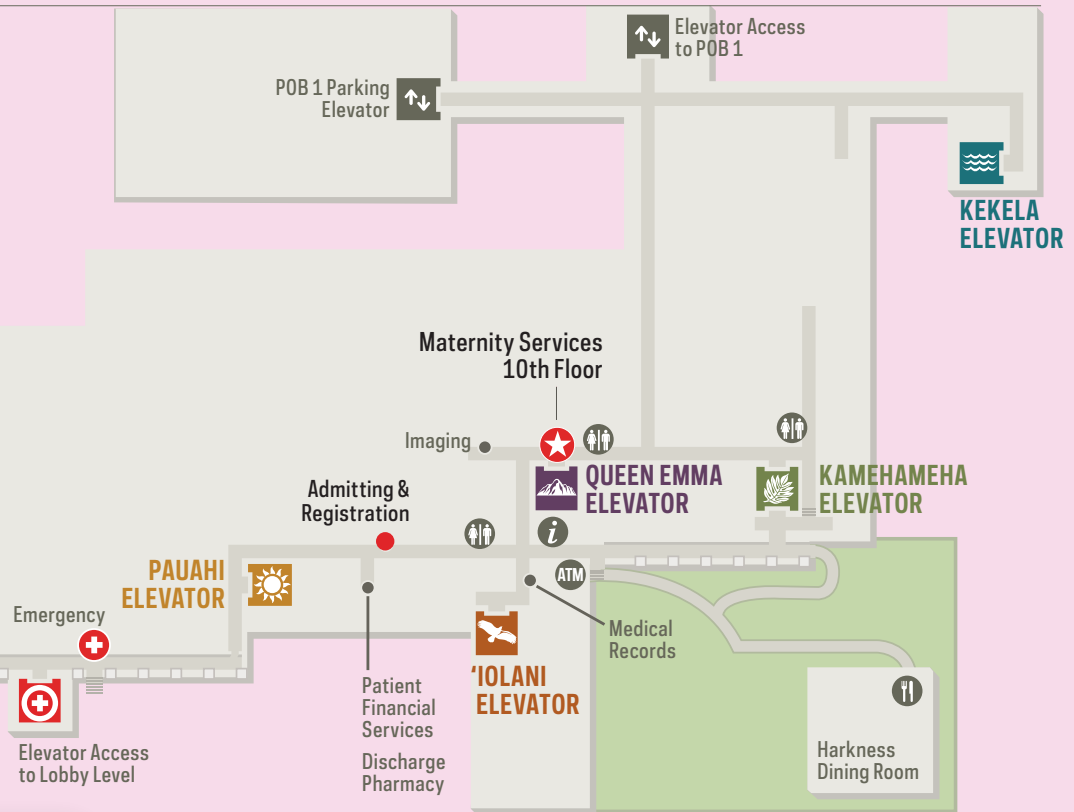 Elevator Access
to POB 1
POB 1 Parking
Elevator
KEKELA
ELEVATOR
Maternity Services
10th Floor
Imaging
QUEEN EMMA
ELEVATOR
KAMEHAMEHA
ELEVATOR
Admitting &
Registration
i
ATM
PAUAHI
ELEVATOR
Emergency
Medical
Records
'IOLANI
ELEVATOR
Patient
Financial
Services
Discharge
Pharmacy
Elevator Access
to Lobby Level
Harkness
Dining Room